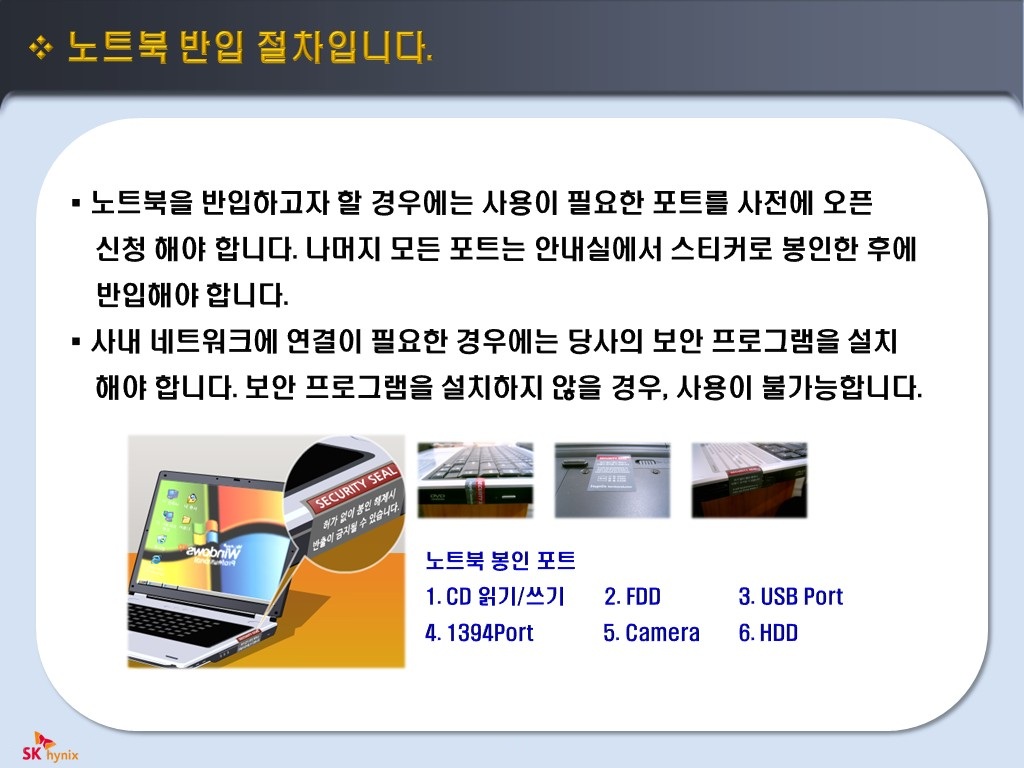 ❖ 노트북 반입 절차입니다.
▪ 노트북을 반입하고자 할 경우에는 사용이 필요한 포트를 사전에 오픈
신청 해야 합니다. 나머지 모든 포트는 안내실에서 스티커로 봉인한 후에
반입해야 합니다.
▪ 사내 네트워크에 연결이 필요한 경우에는 당사의 보안 프로그램을 설치
해야 합니다. 보안 프로그램을 설치하지 않을 경우, 사용이 불가능합니다.
SECURITY SEAL
허가 없이 봉인 해제시
반출이 금지될 수 있습니다.
Windows
Professional
노트북 봉인 포트
1. CD 읽기/쓰기 2. FDD 3. USB Port
4. 1394Port 5. Camera 6. HDD
SK hynix